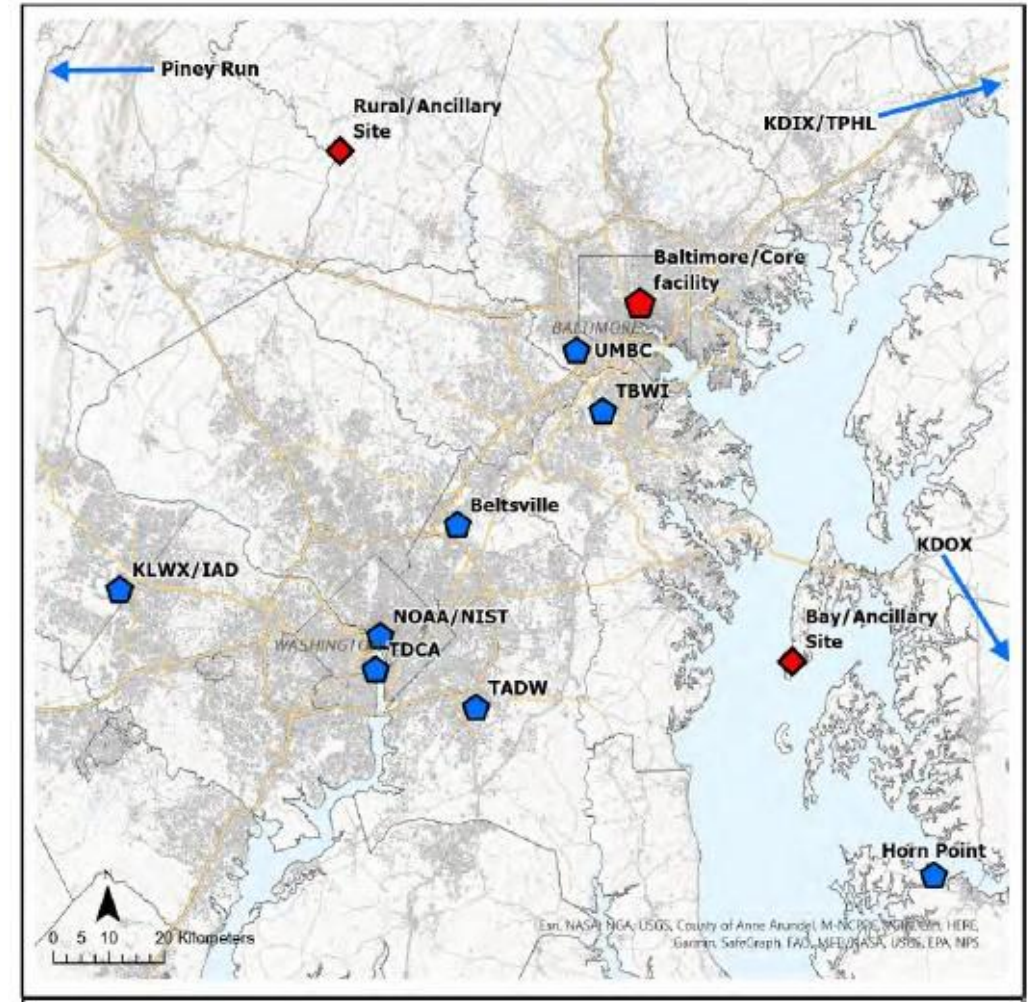 Piney Run
Rural/Ancillary
Site
KDIX/TPHL
Baltimore/Core
facility
BALTIMORE
UMBC
TBWI
Beltsville
KDOX
KLWX/IAD
NOAA/NIST
Bay/Ancillary
Site
WASHINGTON
TDCA
TADW
Horn Point
Esri, NASA, NGA, USGS, County of Anne Arundel, HERE,
0 5 10 20 Kilometers
Garmin, SafeGraph, FAO, METI/NASA, USGS, EPA, NPS